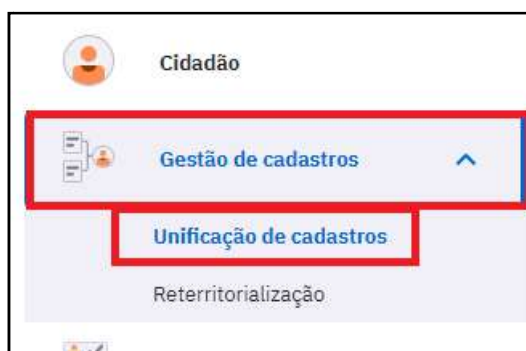 Cidadão
Gestão de cadastros
Unificação de cadastros
Reterritorialização